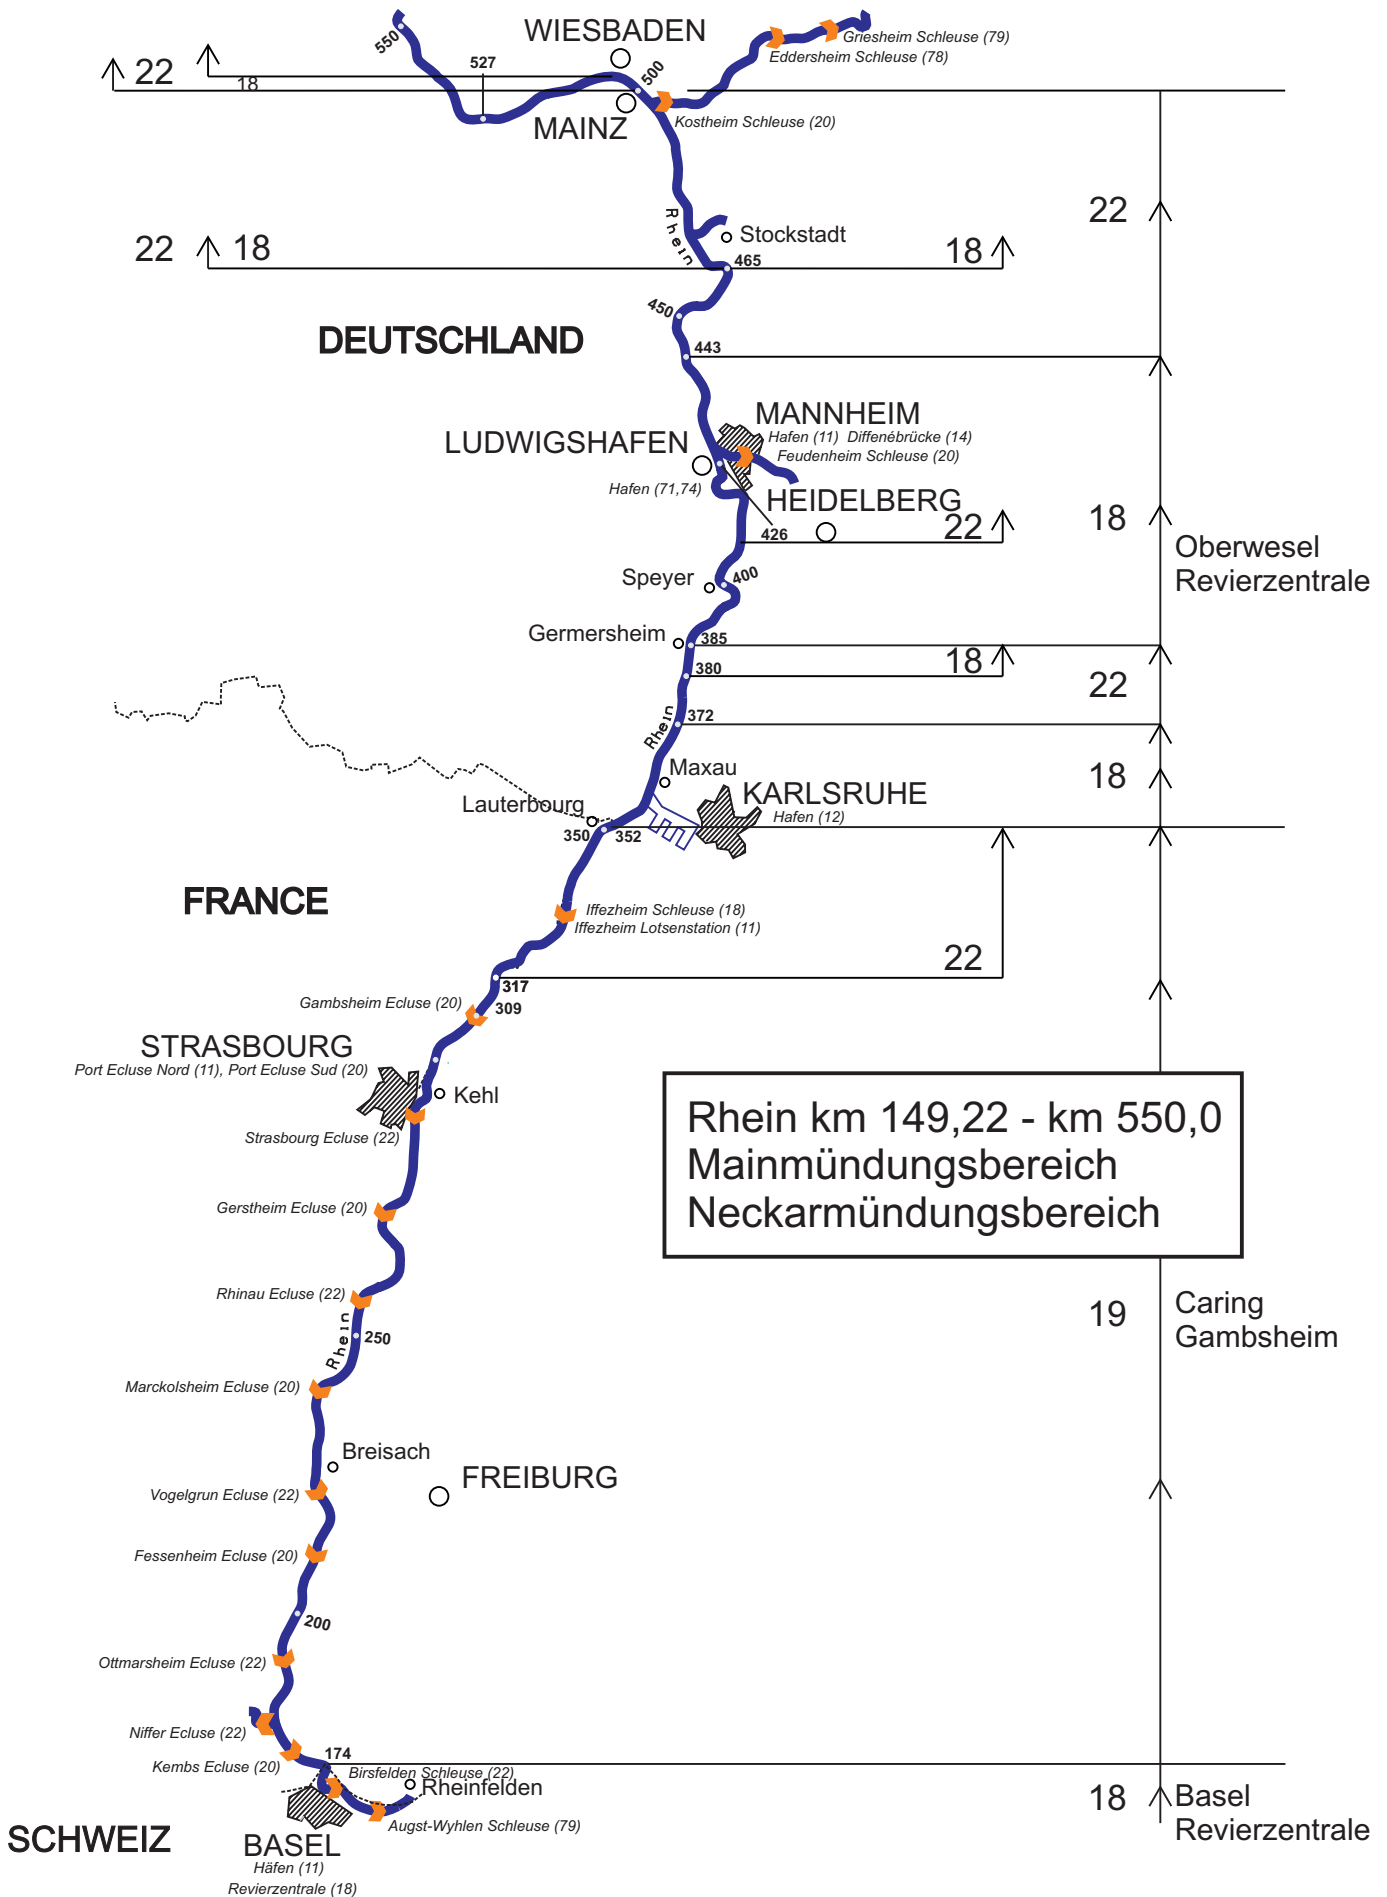 550
WIESBADEN
Griesheim Schleuse (79)
Eddersheim Schleuse (78)
527
500
22
18
MAINZ
Kostheim Schleuse (20)
22
Rhein
Stockstadt
22
18
18
465
450
DEUTSCHLAND
443
MANNHEIM
Hafen (11) Diffenébrücke (14)
LUDWIGSHAFEN
Feudenheim Schleuse (20)
Hafen (71,74)
HEIDELBERG
22
18
426
Oberwesel
Revierzentrale
Speyer
400
Germersheim
385
18
380
22
372
Rhein
Maxau
18
KARLSRUHE
Lauterbourg
Hafen (12)
350
352
FRANCE
Iffezheim Schleuse (18)
Iffezheim Lotsenstation (11)
22
317
Gambsheim Ecluse (20)
309
STRASBOURG
Port Ecluse Nord (11), Port Ecluse Sud (20)
Kehl
Rhein km 149,22 - km 550,0
Mainmündungsbereich
Neckarmündungsbereich
Strasbourg Ecluse (22)
Gerstheim Ecluse (20)
Rhinau Ecluse (22)
19
Caring
Gambsheim
Rhein
250
Marckolsheim Ecluse (20)
Breisach
FREIBURG
Vogelgrun Ecluse (22)
Fessenheim Ecluse (20)
200
Ottmarsheim Ecluse (22)
Niffer Ecluse (22)
174
Kembs Ecluse (20)
Birsfelden Schleuse (22)
Rheinfelden
18
Basel
Revierzentrale
Augst-Wyhlen Schleuse (79)
SCHWEIZ
BASEL
Häfen (11)
Revierzentrale (18)